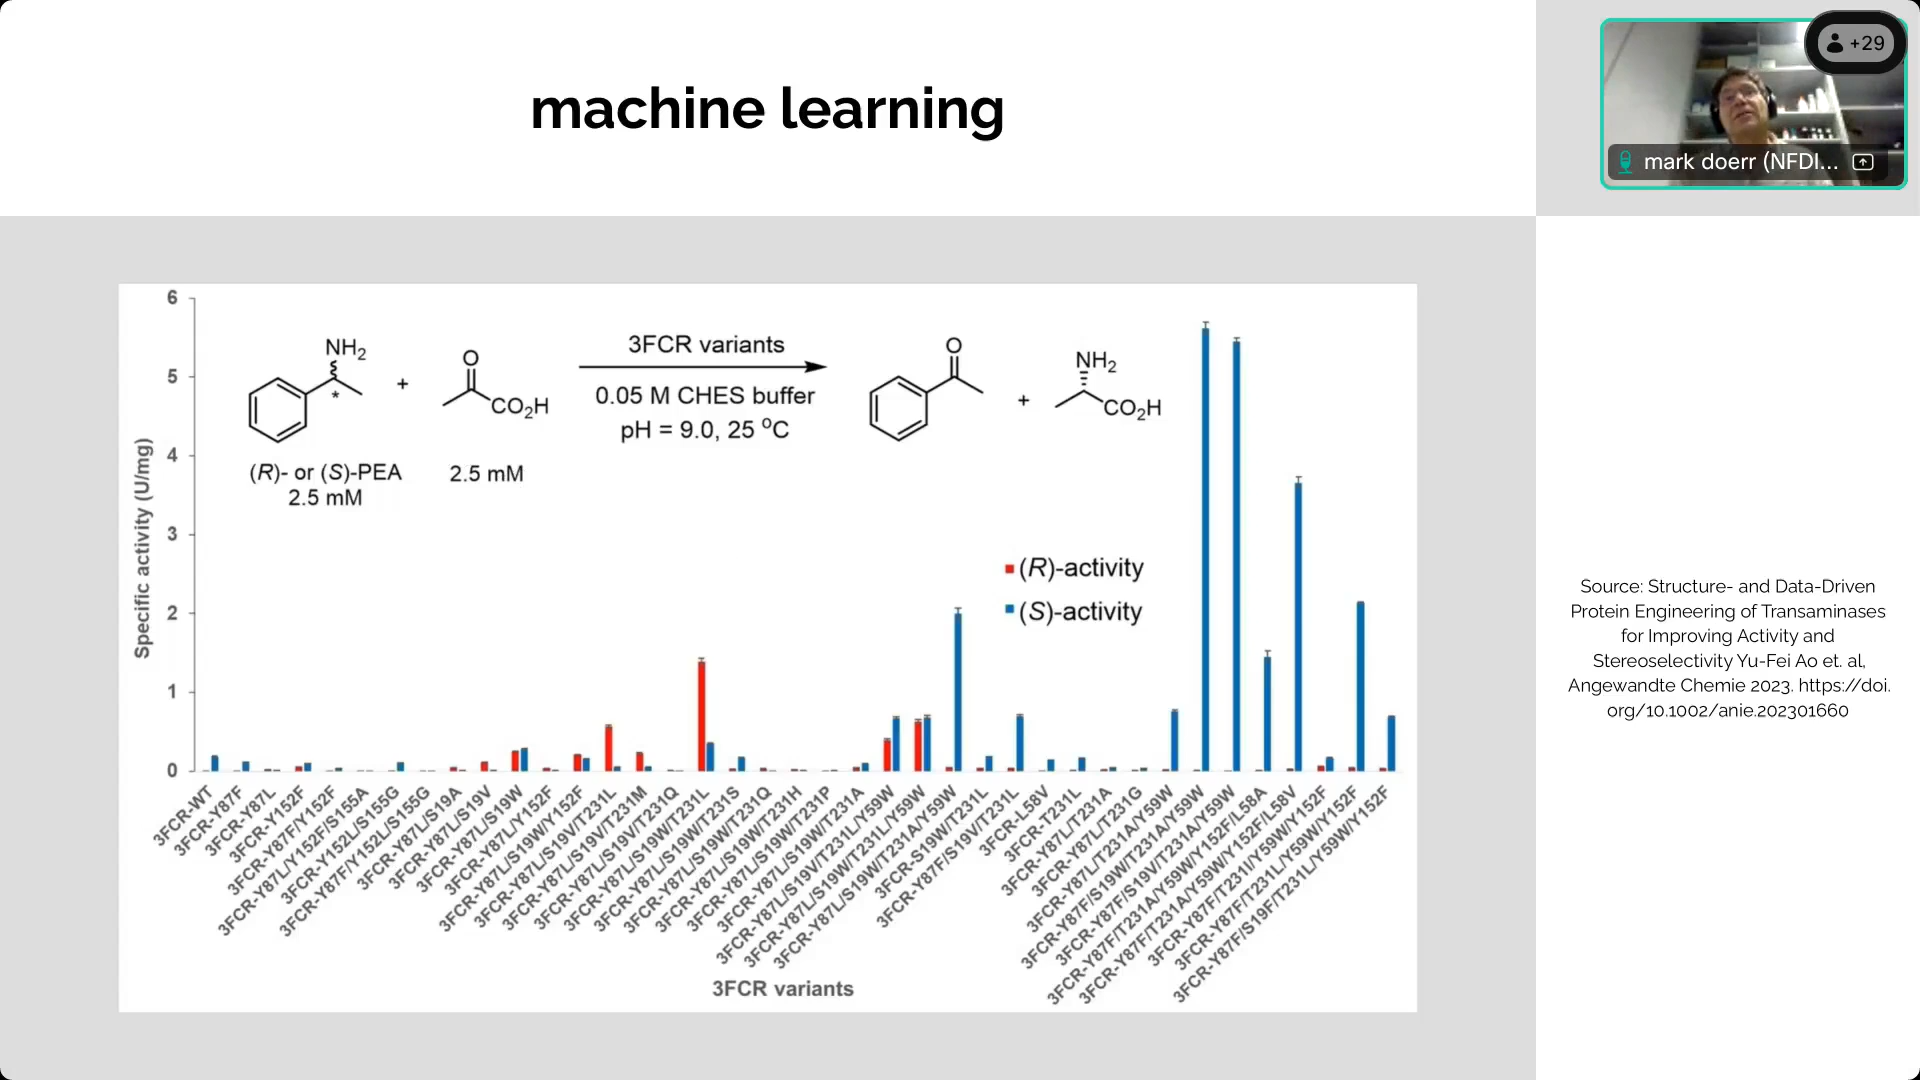 machine learning
+29
mark doerr (NFDI...
6
5
4
3
2
1
0
Specific activity (U/mg)
NH2
*
+
O
CO2H
3FCR variants
0.05 M CHES buffer
pH = 9.0, 25 oC
O
+
NH2
CO2H
(R)- or (S)-PEA
2.5 mM
2.5 mM
(R)-activity
(S)-activity
3FCR-WT
3FCR-Y87F
3FCR-Y87L
3FCR-Y152F
3FCR-Y87F/Y152F
3FCR-Y87L/Y152F/S155A
3FCR-Y152L/S155G
3FCR-Y87F/Y152L/S155G
3FCR-Y87L/S19A
3FCR-Y87L/S19V
3FCR-Y87L/S19W
3FCR-Y87L/Y152F
3FCR-Y87L/S19W/Y152F
3FCR-Y87L/S19V/T231L
3FCR-Y87L/S19V/T231M
3FCR-Y87L/S19V/T231Q
3FCR-Y87L/S19W/T231L
3FCR-Y87L/S19W/T231S
3FCR-Y87L/S19W/T231Q
3FCR-Y87L/S19W/T231H
3FCR-Y87L/S19W/T231P
3FCR-Y87L/S19W/T231A
3FCR-Y87L/S19V/T231L/Y59W
3FCR-Y87L/S19W/T231L/Y59W
3FCR-Y87L/S19W/T231A/Y59W
3FCR-S19W/T231L
3FCR-Y87F/S19V/T231L
3FCR-L58V
3FCR-T231L
3FCR-Y87L/T231A
3FCR-Y87L/T231G
3FCR-Y87L/T231A/Y59W
3FCR-Y87F/S19W/T231A/Y59W
3FCR-Y87F/S19V/T231A/Y59W
3FCR-Y87F/T231A/Y59W/Y152F/L58A
3FCR-Y87F/T231A/Y59W/Y152F/L58V
3FCR-Y87F/T231I/Y59W/Y152F
3FCR-Y87F/T231L/Y59W/Y152F
3FCR-Y87F/S19F/T231L/Y59W/Y152F
3FCR variants
Source: Structure- and Data-Driven
Protein Engineering of Transaminases
for Improving Activity and
Stereoselectivity Yu-Fei Ao et. al,
Angewandte Chemie 2023. https://doi.
org/10.1002/anie.202301660